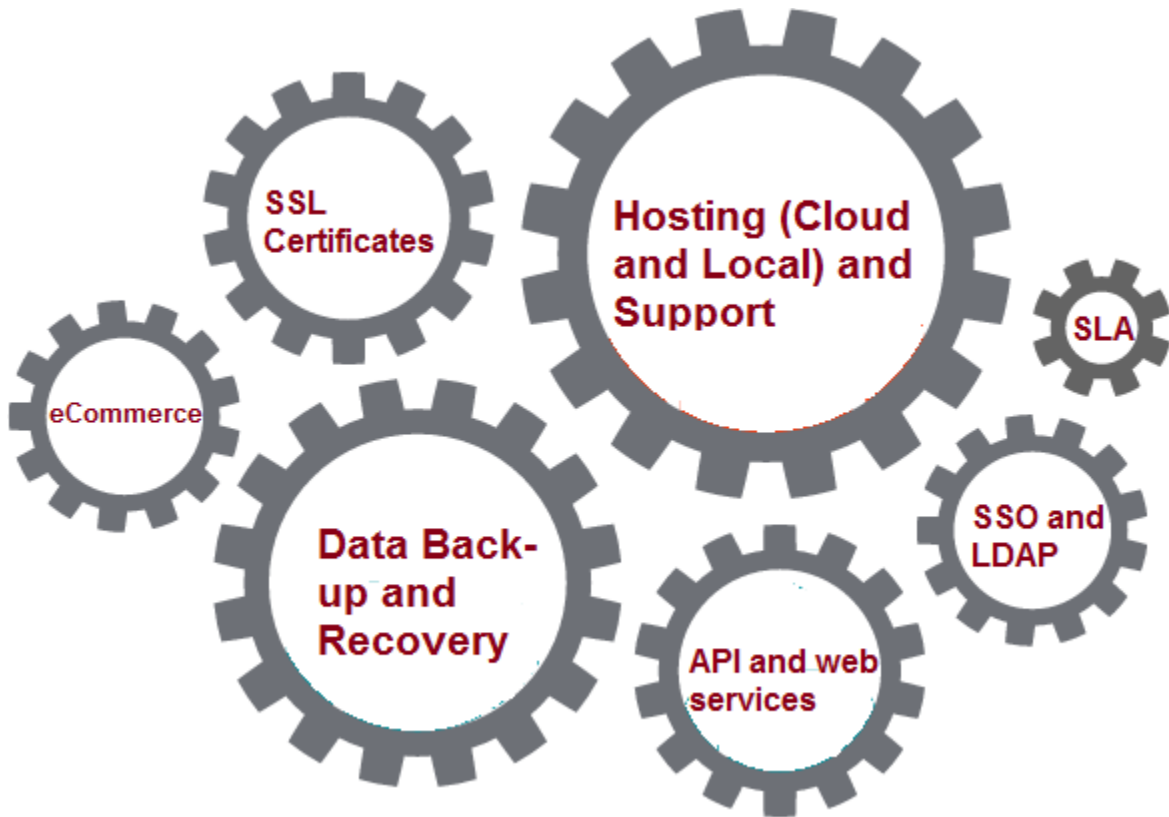 SSL
Certificates
Hosting (Cloud
and Local) and
Support
SLA
eCommerce
Data Back-
up and
Recovery
SSO and
LDAP
API and web
services